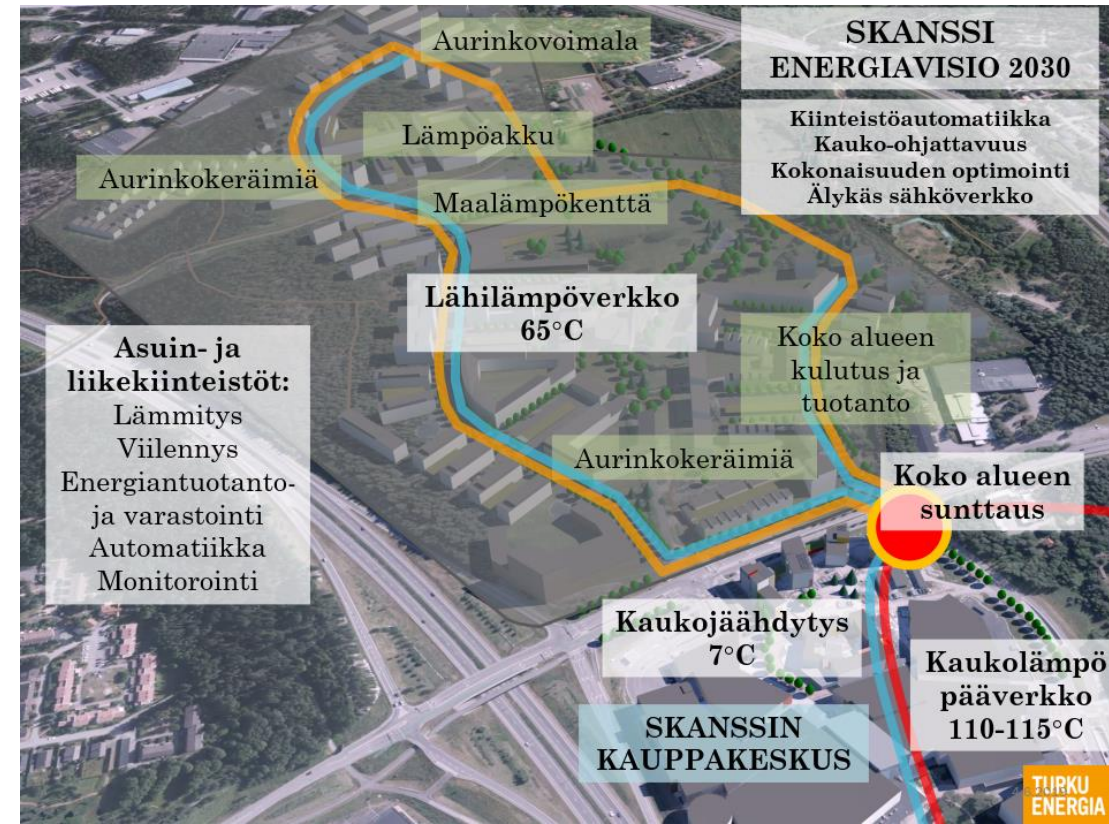 SKANSSI
ENERGIAVISIO 2030
Kiinteistöautomatiikka
Kauko-ohjattavuus
Kokonaisuuden optimointi
Älykäs sähköverkko
Aurinkovoimala
Lämpöakku
Aurinkokeräimiä
Maalämpökenttä
Lähilämpöverkko
65°C
Asuin- ja
liikekiinteistöt:
Lämmitys
Viilennys
Energiantuotanto-
ja varastointi
Automatiikka
Monitorointi
Koko alueen
kulutus ja
tuotanto
Aurinkokeräimiä
Koko alueen
sunttaus
Kaukojäähdytys
7°C
Kaukolämpö
pääverkko
110-115°C
SKANSSIN
KAUPPAKESKUS
TURKU
ENERGIA